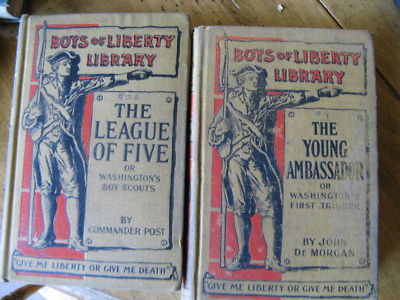 BOYS OF LIBERTY
LIBRARY
THE
LEAGUE
OF FIVE
OR
WASHINGTON'S
BOY SCOUTS
BY
COMMANDER POST
"GIVE ME LIBERTY OR GIVE ME DEATH"
BOYS OF LIBERTY
LIBRARY
THE
YOUNG
AMBASSADOR
OR
WASHINGTON'S
FIRST TRIUMPH
BY JOHN
DE MORGAN
"GIVE ME LIBERTY OR GIVE ME DEATH"